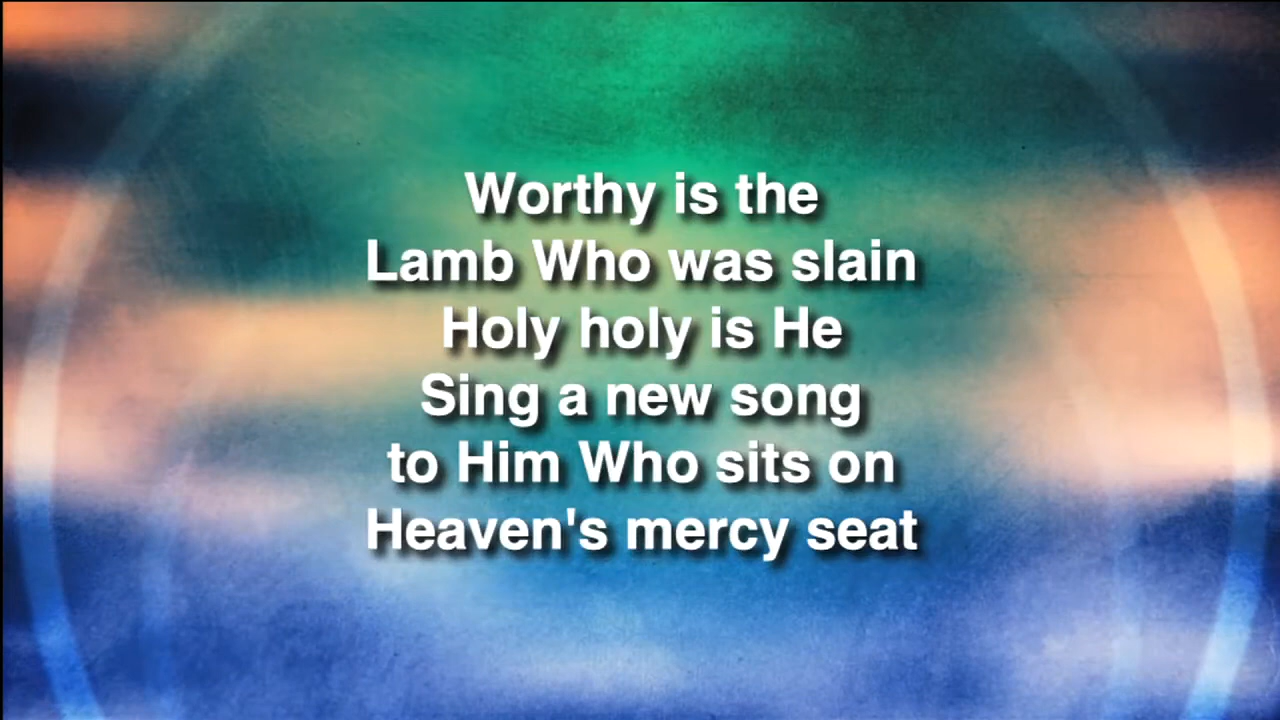 Worthy is the
Lamb Who was slain
Holy holy is He
Sing a new song
to Him Who sits on
Heaven's mercy seat